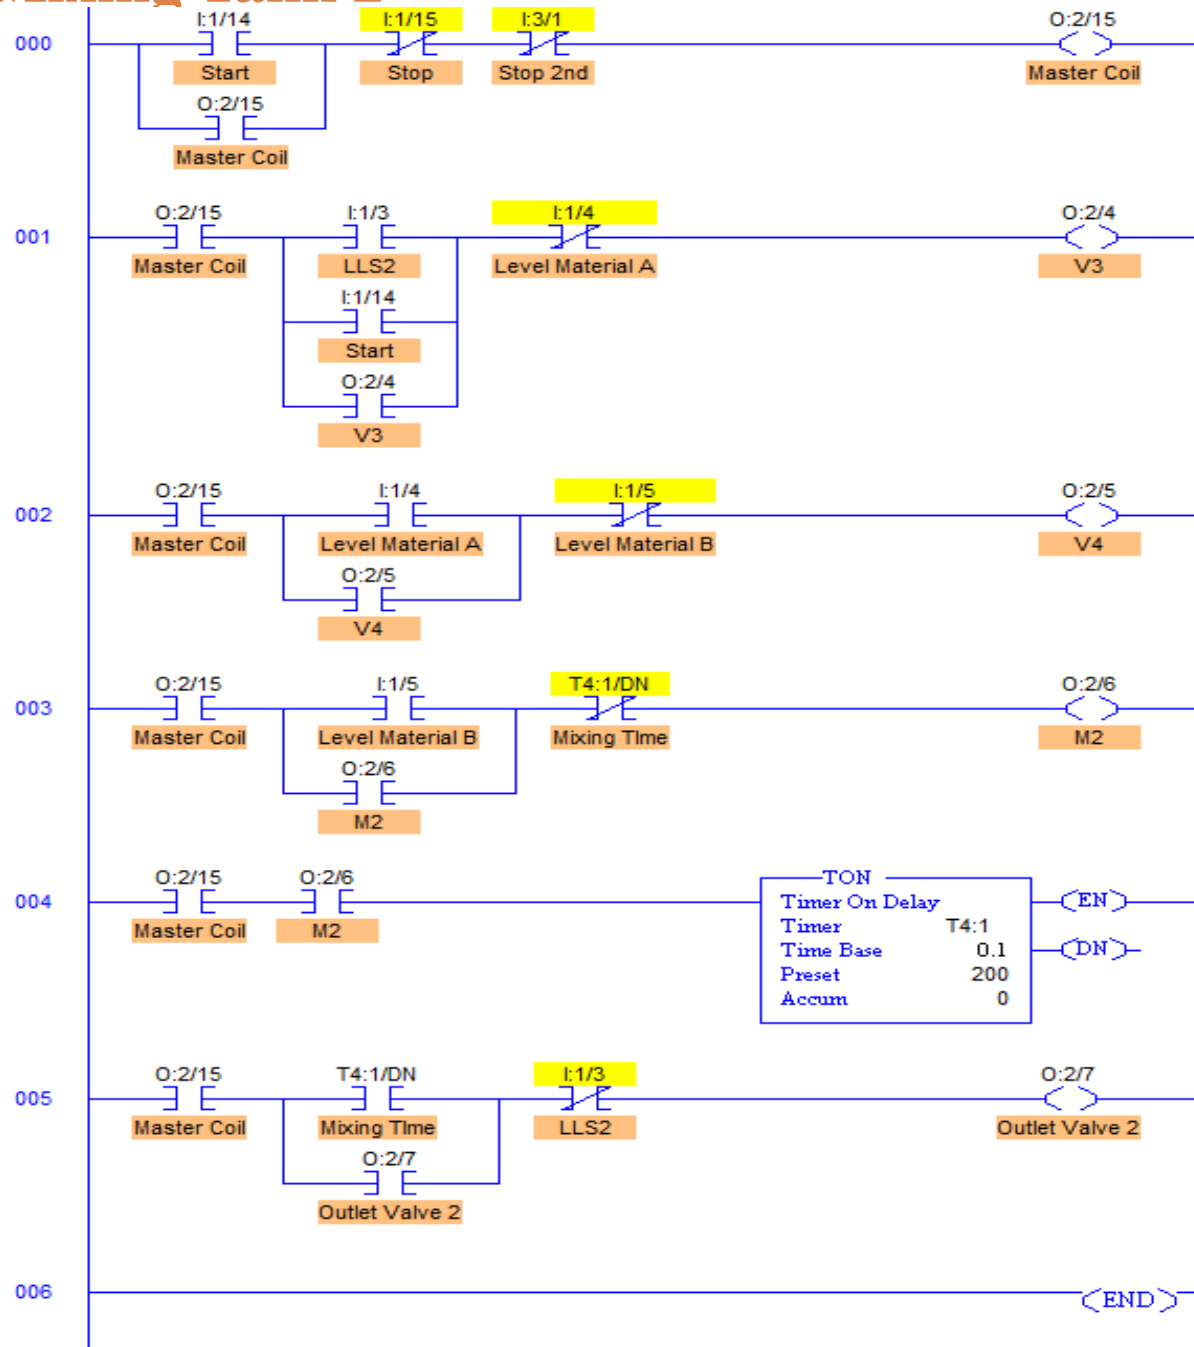 I:1/14 I:1/15 I:3/1 O:2/15
000
Start Stop Stop 2nd Master Coil
O:2/15
Master Coil
O:2/15 I:1/3 I:1/4 O:2/4
001
Master Coil LLS2 Level Material A V3
I:1/14
Start
O:2/4
V3
O:2/15 I:1/4 I:1/5 O:2/5
002
Master Coil Level Material A Level Material B V4
O:2/5
V4
O:2/15 I:1/5 T4:1/DN O:2/6
003
Master Coil Level Material B Mixing TIme M2
O:2/6
M2
O:2/15 O:2/6 TON
004 Timer On Delay EN
Master Coil M2 Timer T4:1
Time Base 0.1 DN
Preset 200
Accum 0
O:2/15 T4:1/DN I:1/3 O:2/7
005
Master Coil Mixing TIme LLS2 Outlet Valve 2
O:2/7
Outlet Valve 2
006 END